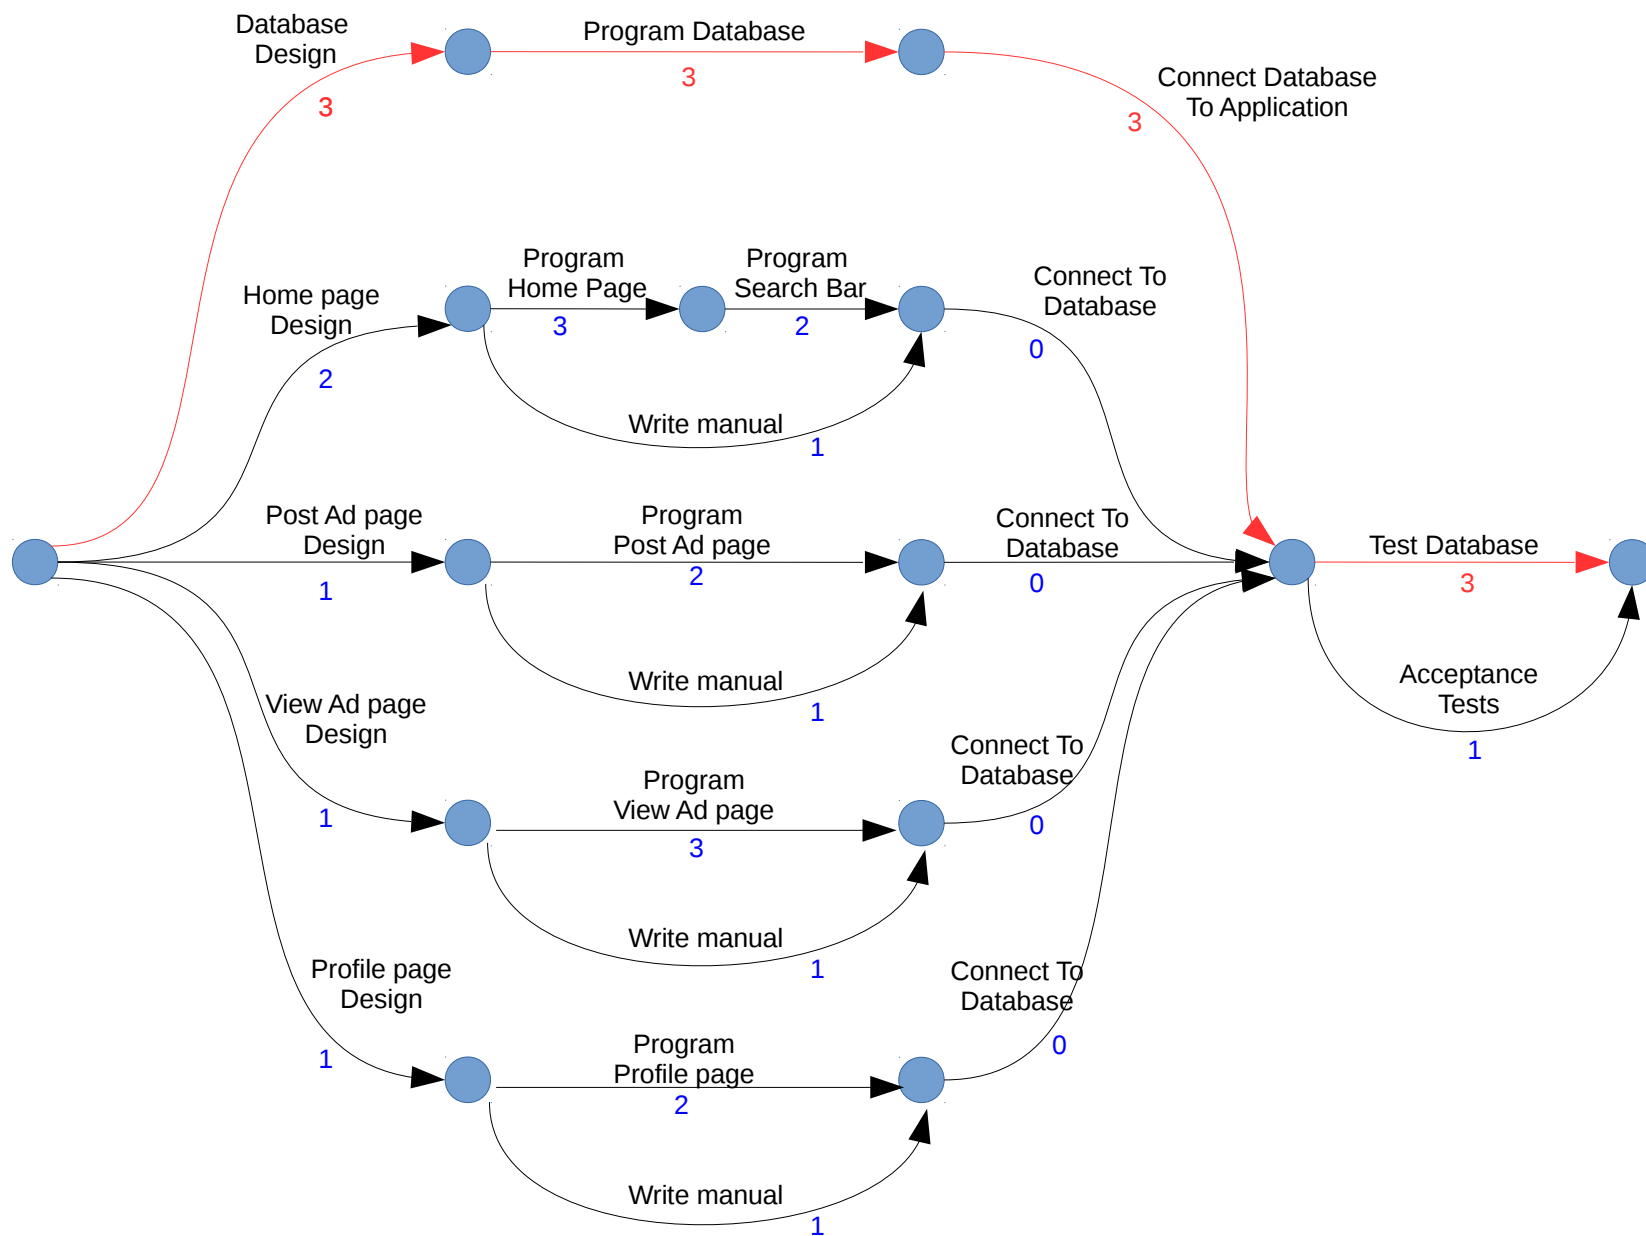 Database
Design
3
Program Database
3
Connect Database
To Application
3
Home page
Design
2
Program
Home Page
3
Program
Search Bar
2
Connect To
Database
0
Write manual
1
Post Ad page
Design
1
Program
Post Ad page
2
Connect To
Database
0
Write manual
1
Test Database
3
Acceptance
Tests
1
View Ad page
Design
1
Program
View Ad page
3
Connect To
Database
0
Write manual
1
Profile page
Design
1
Program
Profile page
2
Connect To
Database
0
Write manual
1